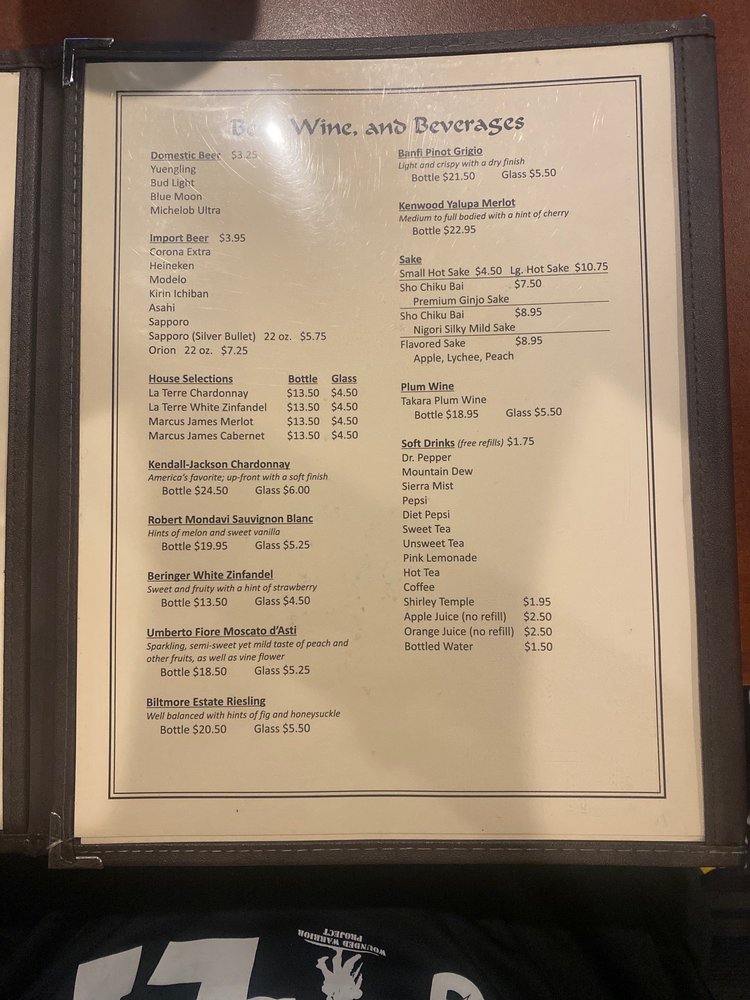 Wine, and Beverages
Domestic Beer $3.25
Yuengling
Bud Light
Blue Moon
Michelob Ultra
Import Beer $3.95
Corona Extra
Heineken
Modelo
Kirin Ichiban
Asahi
Sapporo
Sapporo (Silver Bullet) 22 oz. $5.75
Orion 22 oz. $7.25
House Selections Bottle Glass
La Terre Chardonnay $13.50 $4.50
La Terre White Zinfandel $13.50 $4.50
Marcus James Merlot $13.50 $4.50
Marcus James Cabernet $13.50 $4.50
Kendall-Jackson Chardonnay
America's favorite; up-front with a soft finish
Bottle $24.50 Glass $6.00
Robert Mondavi Sauvignon Blanc
Hints of melon and sweet vanilla
Bottle $19.95 Glass $5.25
Beringer White Zinfandel
Sweet and fruity with a hint of strawberry
Bottle $13.50 Glass $4.50
Umberto Fiore Moscato d'Asti
Sparkling, semi-sweet yet mild taste of peach and
other fruits, as well as vine flower
Bottle $18.50 Glass $5.25
Biltmore Estate Riesling
Well balanced with hints of fig and honeysuckle
Bottle $20.50 Glass $5.50
Banfi Pinot Grigio
Light and crispy with a dry finish
Bottle $21.50 Glass $5.50
Kenwood Yalupa Merlot
Medium to full bodied with a hint of cherry
Bottle $22.95
Sake
Small Hot Sake $4.50 Lg. Hot Sake $10.75
Sho Chiku Bai $7.50
Premium Ginjo Sake
Sho Chiku Bai $8.95
Nigori Silky Mild Sake
Flavored Sake $8.95
Apple, Lychee, Peach
Plum Wine
Takara Plum Wine
Bottle $18.95 Glass $5.50
Soft Drinks (free refills) $1.75
Dr. Pepper
Mountain Dew
Sierra Mist
Pepsi
Diet Pepsi
Sweet Tea
Unsweet Tea
Pink Lemonade
Hot Tea
Coffee
Shirley Temple $1.95
Apple Juice (no refill) $2.50
Orange Juice (no refill) $2.50
Bottled Water $1.50
WOUNDED WARRIOR
PROJECT